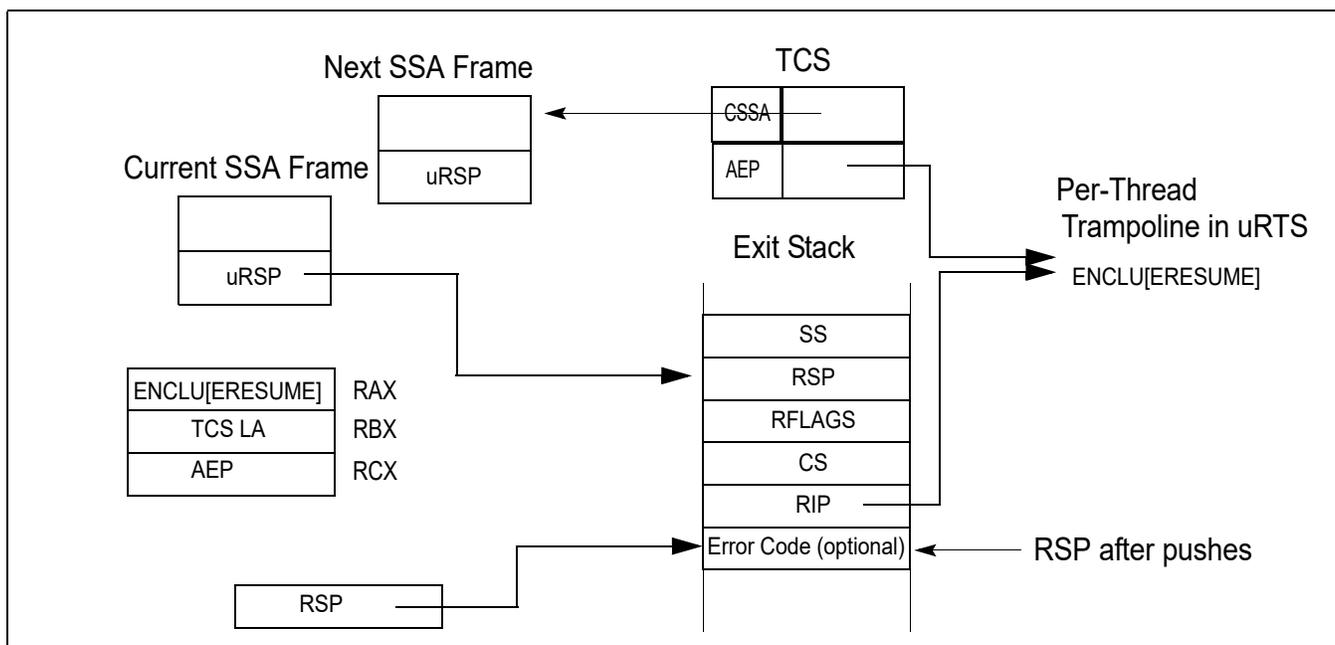 Next SSA Frame
TCS
CSSA
Current SSA Frame
uRSP
AEP
Per-Thread
Trampoline in uRTS
Exit Stack
uRSP
ENCLU[ERESUME]
SS
ENCLU[ERESUME] RAX
RSP
TCS LA RBX
RFLAGS
AEP RCX
CS
RIP
Error Code (optional)
RSP after pushes
RSP